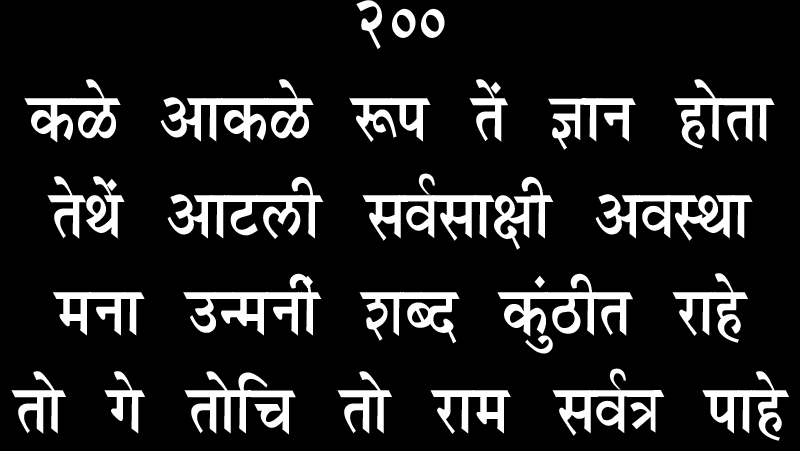 २००
कळे आकळे रूप तें ज्ञान होता
तेथें आटली सर्वसाक्षी अवस्था
मना उन्मनीं शब्द कुंठीत राहे
तो गे तोचि तो राम सर्वत्र पाहे